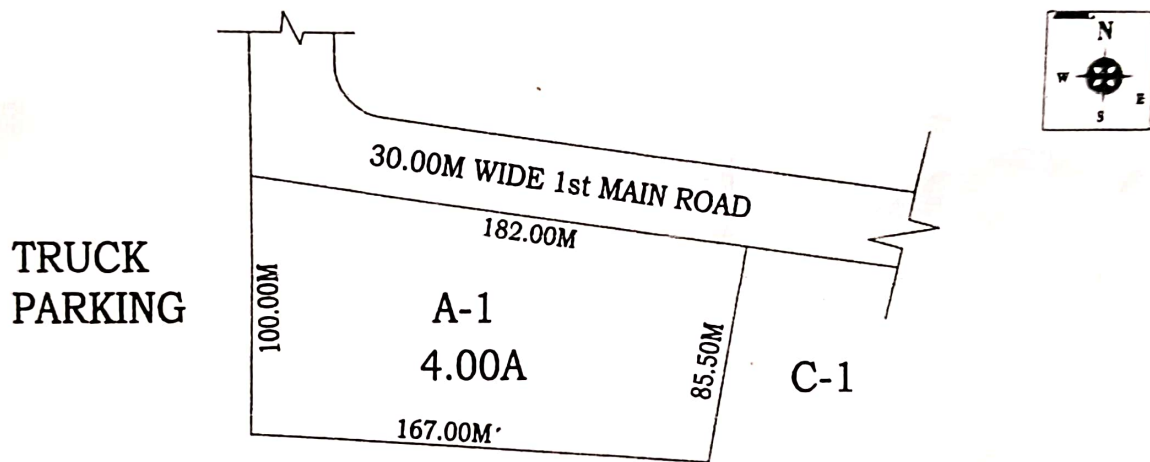 N
W
E
S
30.00M WIDE 1st MAIN ROAD
182.00M
TRUCK
PARKING
100.00M
A-1
4.00A
85.50M
C-1
167.00M